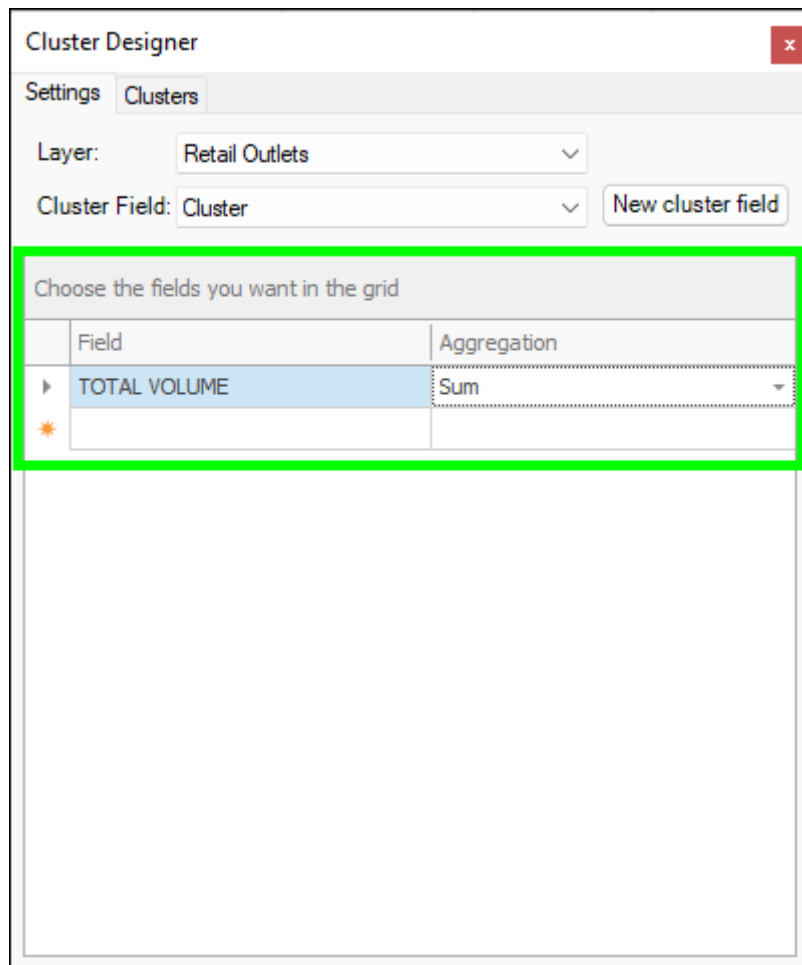 Cluster Designer
x
Settings Clusters
Layer: Retail Outlets
Cluster Field: Cluster New cluster field
Choose the fields you want in the grid
Field Aggregation
TOTAL VOLUME Sum